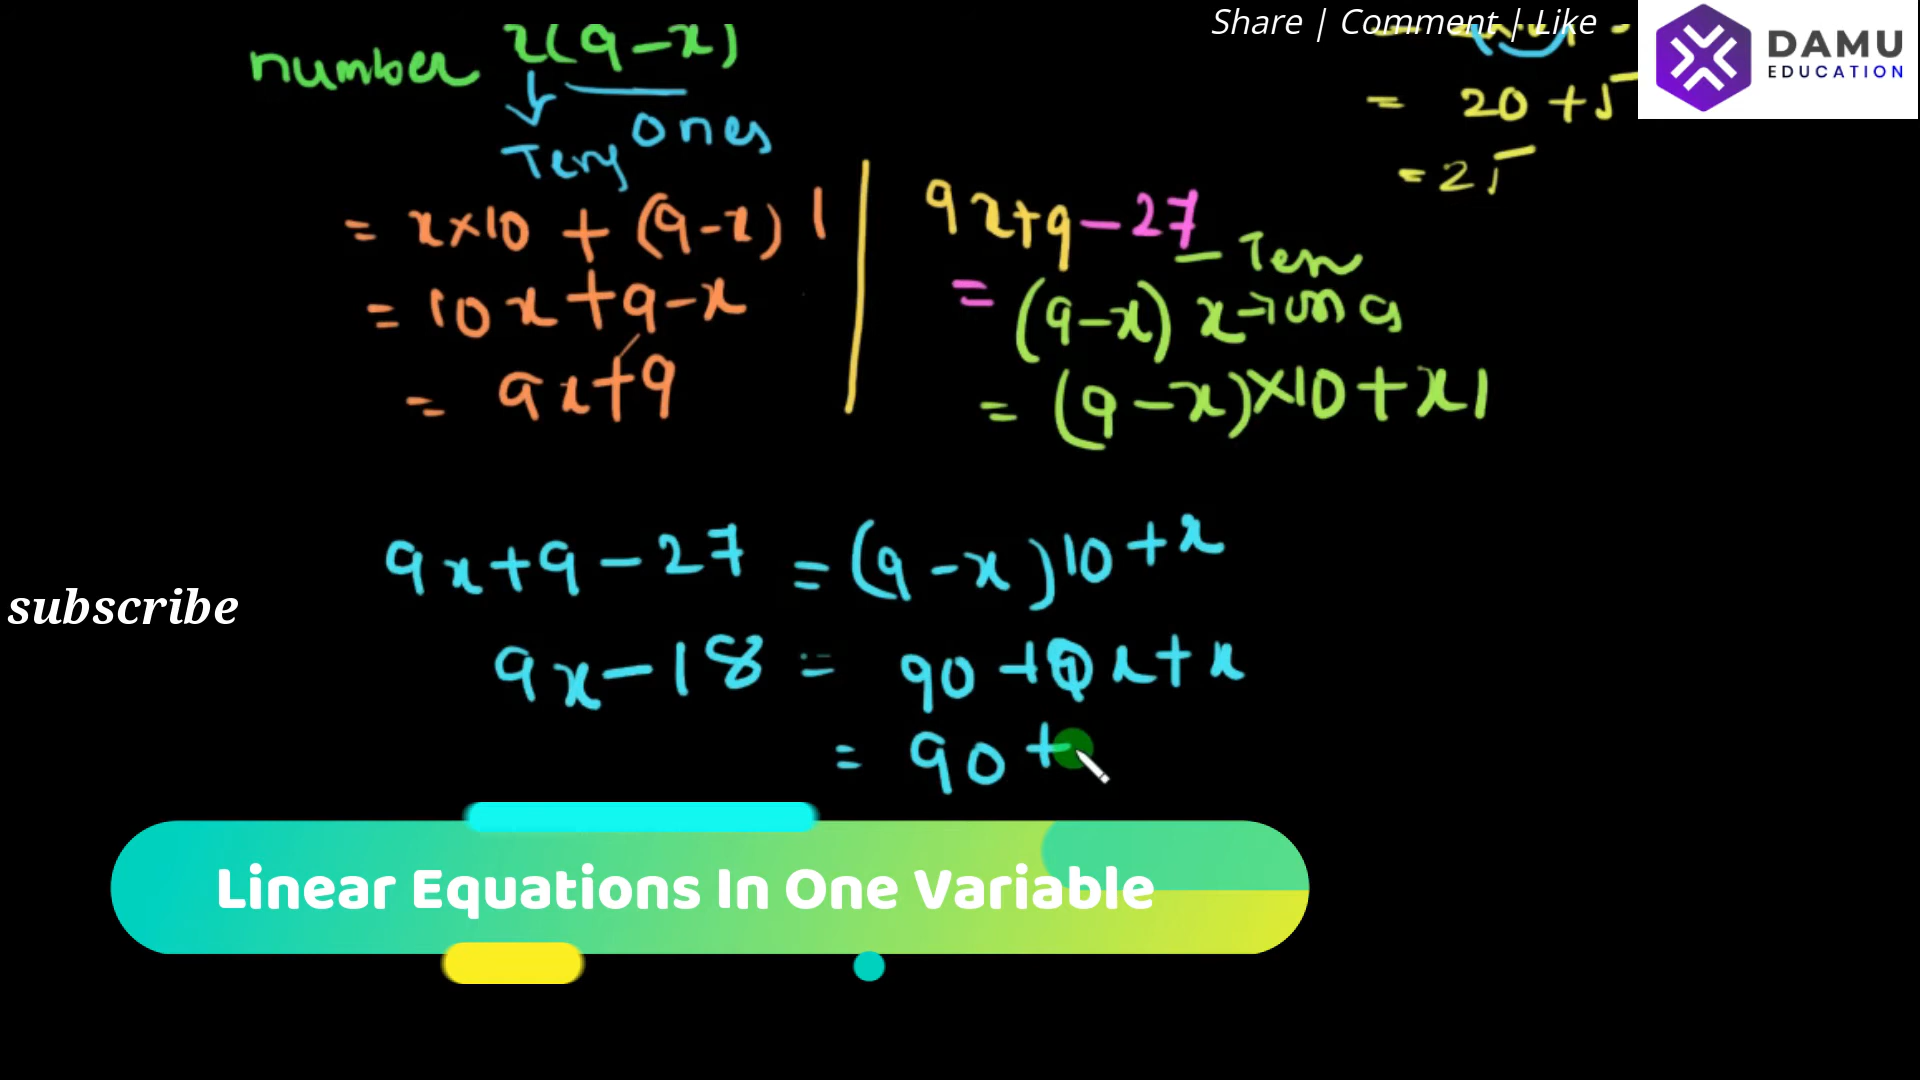 Share | Comment | Like
DAMU
EDUCATION
number x(9-x)
Tens ones
= 20 + 5
= 25
= x×10 + (9-x) 1
= 10x+9-x
= 9x+9
9x+9-27
- Ten
= (9-x) x→ones
= (9-x)×10+x1
9x+9-27 = (9-x)10+x
subscribe
9x-18 = 90+ x+x
= 90+
Linear Equations In One Variable